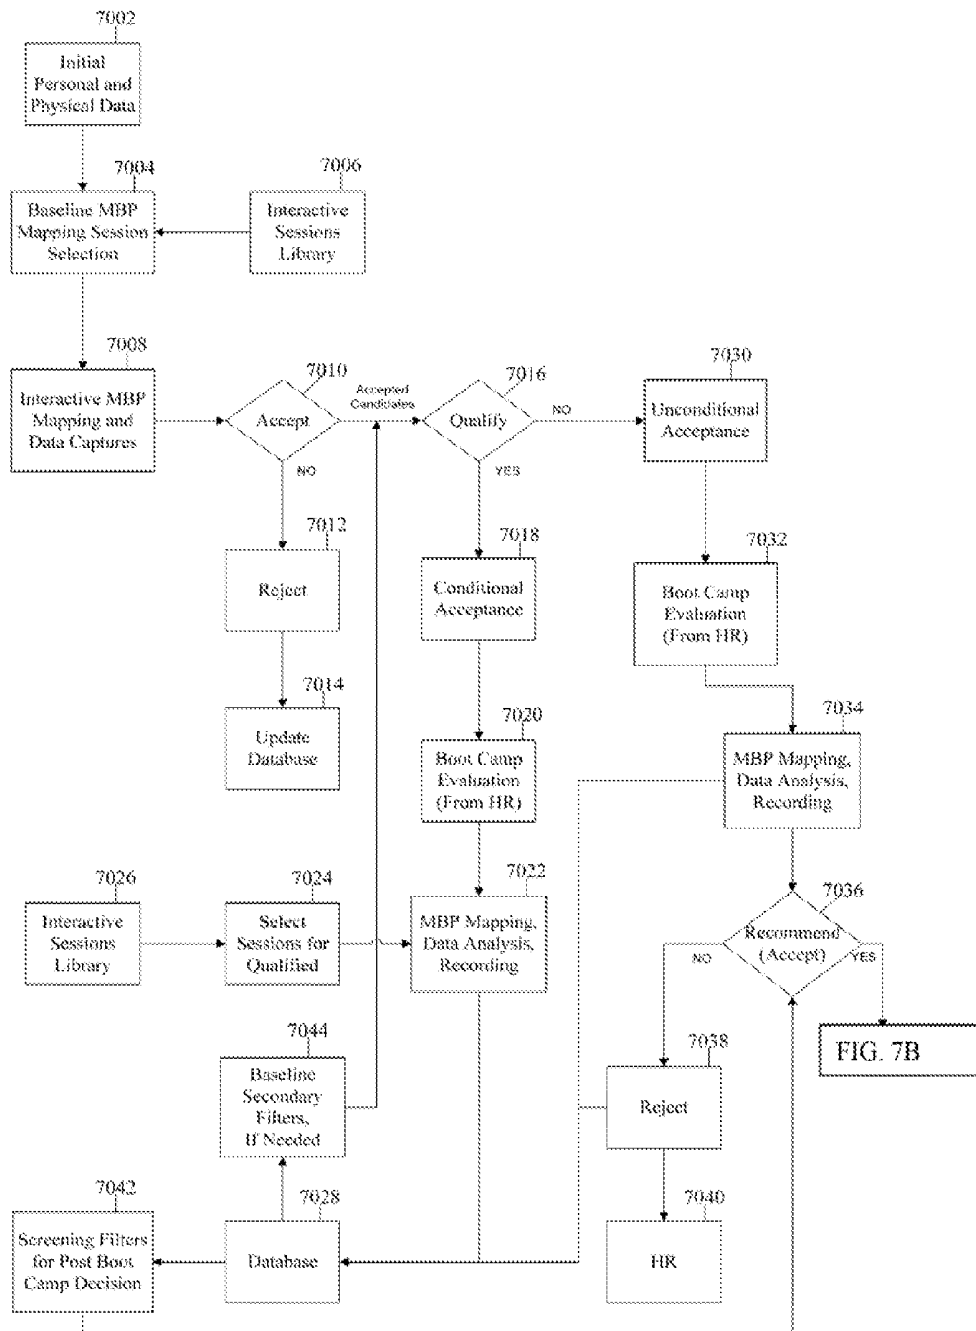 7002
Initial
Personal and
Physical Data
7004
Baseline MBP
Mapping Session
Selection
7006
Interactive
Sessions
Library
7008
Interactive MBP
Mapping and
Data Captures
7010
Accept
Accepted
Candidates
NO
7016
Qualify
NO
YES
7030
Unconditional
Acceptance
7012
Reject
7018
Conditional
Acceptance
7032
Boot Camp
Evaluation
(From HR)
7014
Update
Database
7020
Boot Camp
Evaluation
(From HR)
7034
MBP Mapping,
Data Analysis,
Recording
7026
Interactive
Sessions
Library
7024
Select
Sessions for
Qualified
7022
MBP Mapping,
Data Analysis,
Recording
7036
Recommend
(Accept)
NO
YES
FIG. 7B
7044
Baseline
Secondary
Filters,
If Needed
7038
Reject
7042
Screening Filters
for Post Boot
Camp Decision
7028
Database
7040
HR